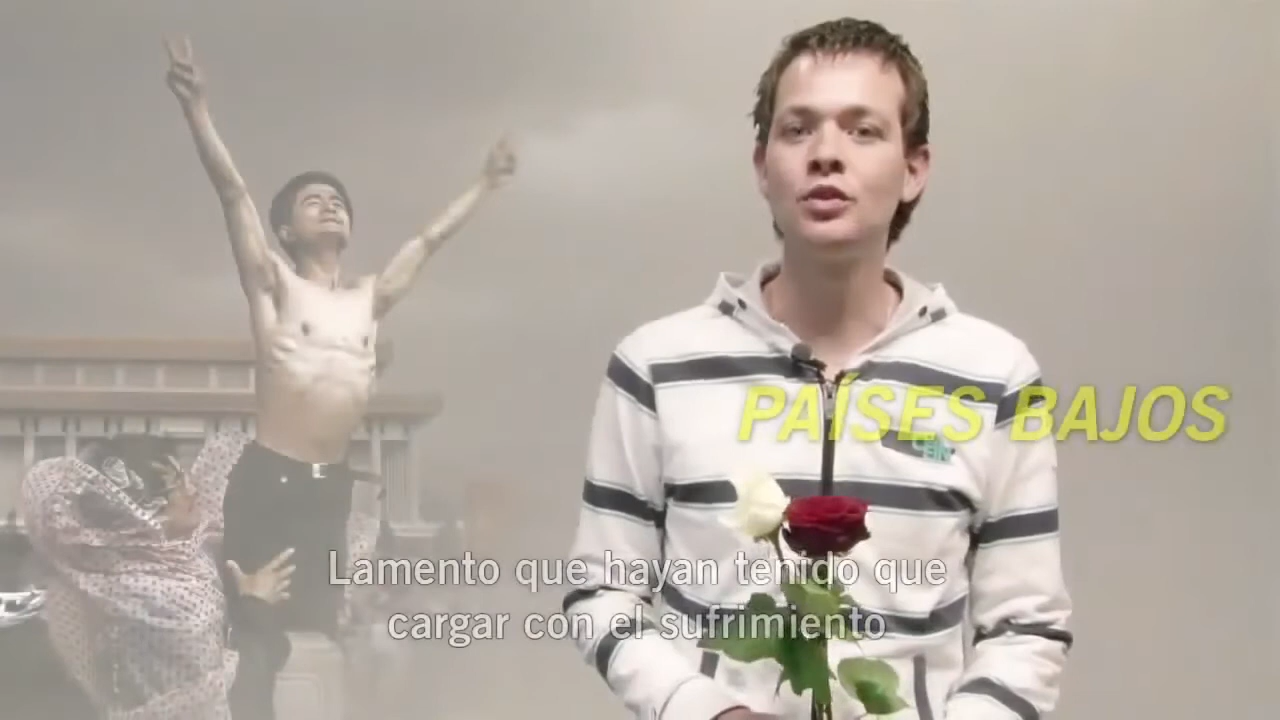 PAÍSES BAJOS
Lamento que hayan tenido que
cargar con el sufrimiento